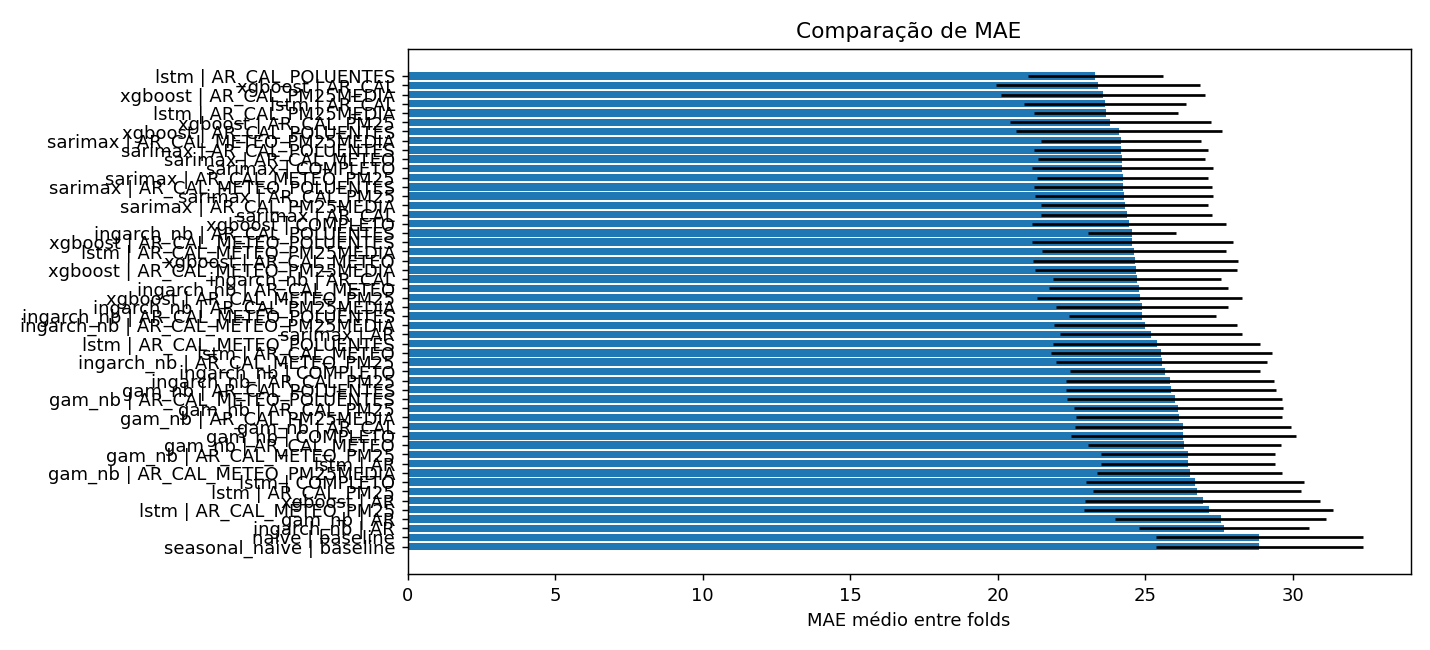 Comparação de MAE
lstm | AR_CAL_POLUENTES
xgboost | AR_CAL
xgboost | AR_CAL_PM25MEDIA
lstm | AR_CAL
lstm | AR_CAL_PM25MEDIA
xgboost | AR_CAL_PM25
xgboost | AR_CAL_POLUENTES
sarimax | AR_CAL_METEO_PM25MEDIA
sarimax | AR_CAL_POLUENTES
sarimax | AR_CAL_METEO
sarimax | COMPLETO
sarimax | AR_CAL_METEO_PM25
sarimax | AR_CAL_METEO_POLUENTES
sarimax | AR_CAL_PM25
sarimax | AR_CAL_PM25MEDIA
sarimax | AR_CAL
xgboost | COMPLETO
ingarch_nb | AR_CAL_POLUENTES
xgboost | AR_CAL_METEO_POLUENTES
lstm | AR_CAL_METEO_PM25MEDIA
xgboost | AR_CAL_METEO
xgboost | AR_CAL_METEO_PM25MEDIA
ingarch_nb | AR_CAL
ingarch_nb | AR_CAL_METEO
xgboost | AR_CAL_METEO_PM25
ingarch_nb | AR_CAL_PM25MEDIA
ingarch_nb | AR_CAL_METEO_POLUENTES
ingarch_nb | AR_CAL_METEO_PM25MEDIA
sarimax | AR
lstm | AR_CAL_METEO_POLUENTES
lstm | AR_CAL_METEO
ingarch_nb | AR_CAL_METEO_PM25
ingarch_nb | COMPLETO
ingarch_nb | AR_CAL_PM25
gam_nb | AR_CAL_POLUENTES
gam_nb | AR_CAL_METEO_POLUENTES
gam_nb | AR_CAL_PM25
gam_nb | AR_CAL_PM25MEDIA
gam_nb | AR_CAL
gam_nb | COMPLETO
gam_nb | AR_CAL_METEO
gam_nb | AR_CAL_METEO_PM25
lstm | AR
gam_nb | AR_CAL_METEO_PM25MEDIA
lstm | COMPLETO
lstm | AR_CAL_PM25
xgboost | AR
lstm | AR_CAL_METEO_PM25
gam_nb | AR
ingarch_nb | AR
naive | baseline
seasonal_naive | baseline
0 5 10 15 20 25 30
MAE médio entre folds